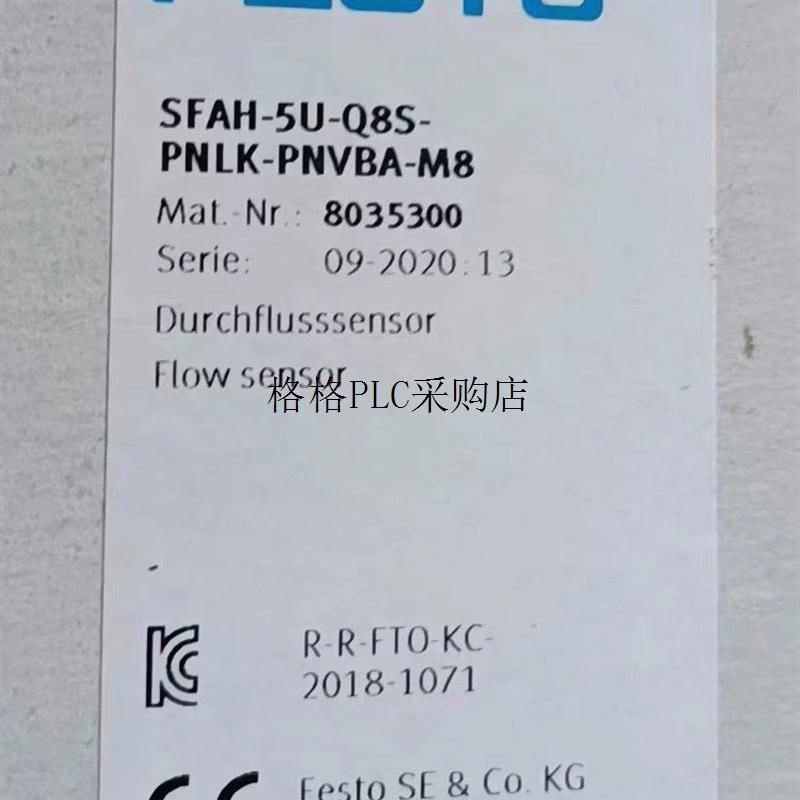 FESTO
SFAH-5U-Q8S-
PNLK-PNVBA-M8
Mat.-Nr.: 8035300
Serie: 09-2020:13
Durchflusssensor
Flow sensor
格格PLC采购店
R-R-FTO-KC-
2018-1071
Festo SE & Co. KG